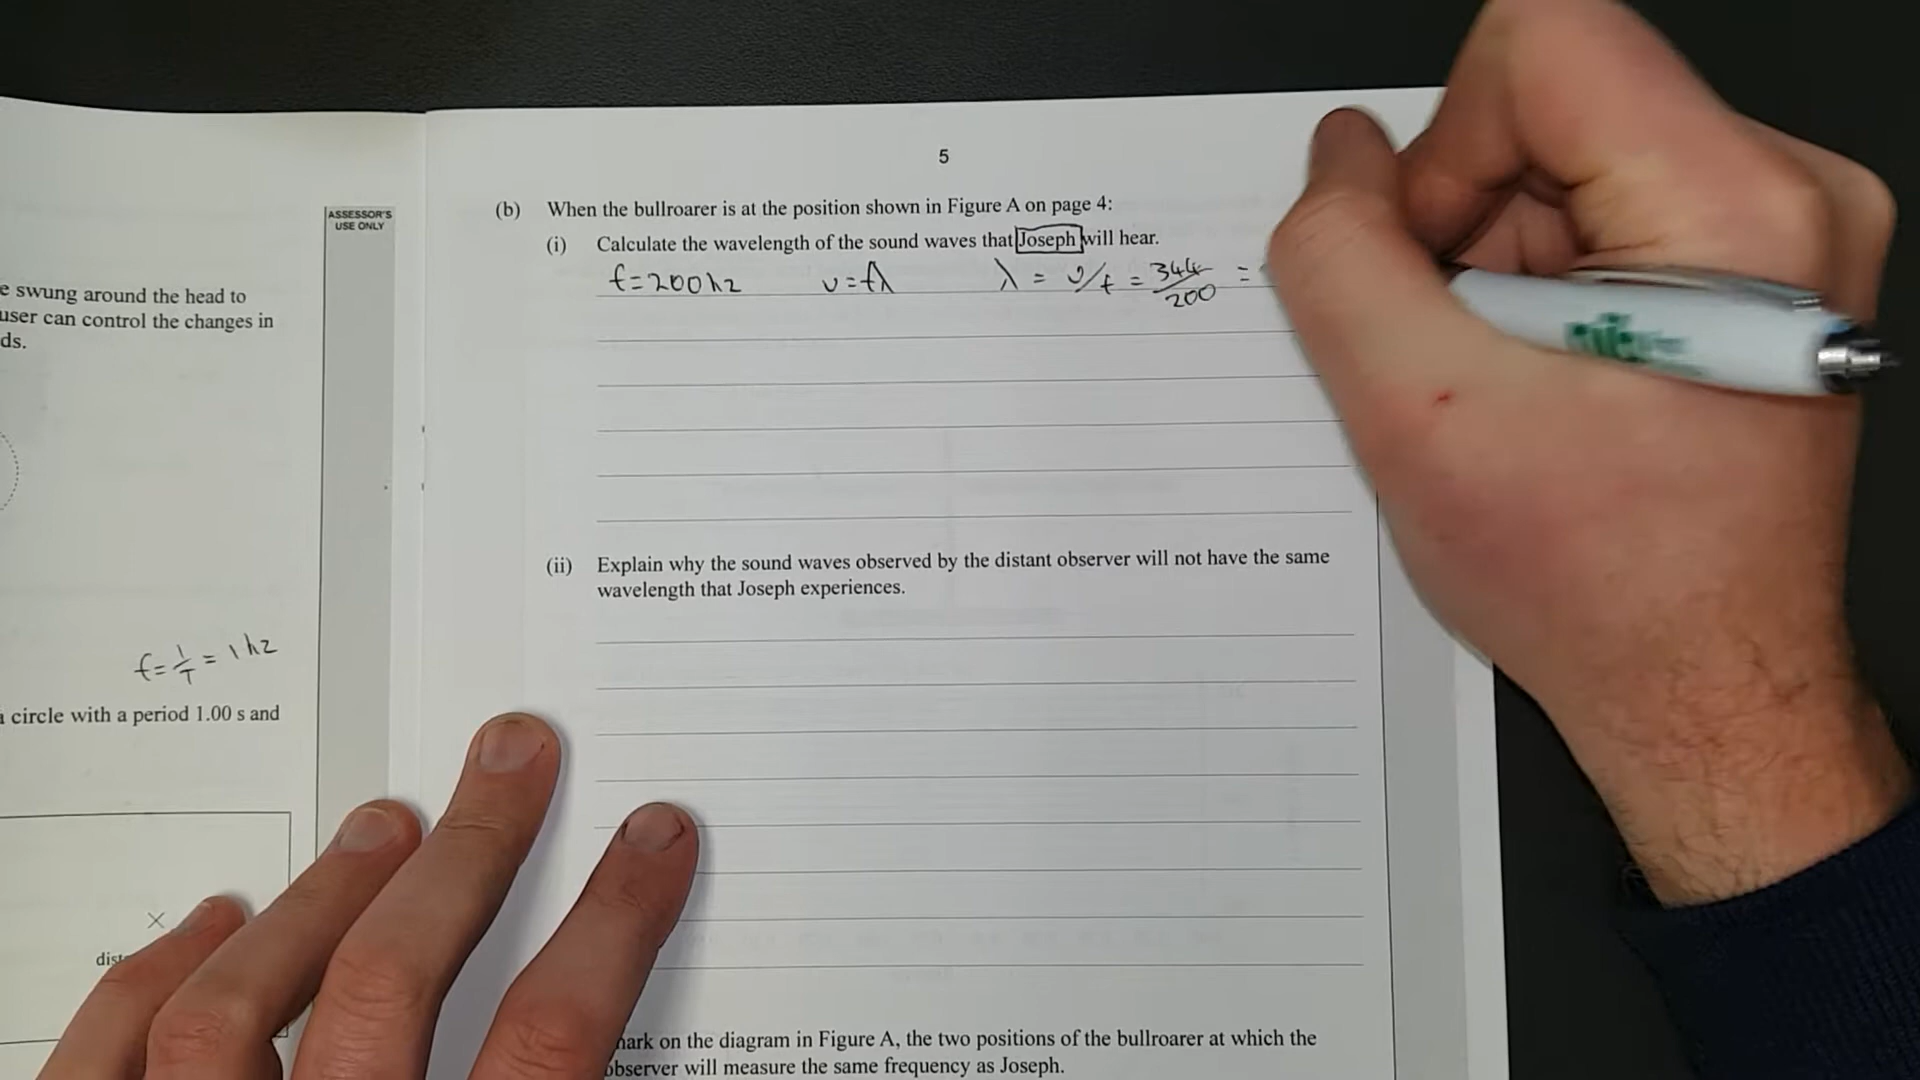 ASSESSOR'S
USE ONLY
e swung around the head to
user can control the changes in
ds.
f=1/T = 1 hz
circle with a period 1.00 s and
×
5
(b) When the bullroarer is at the position shown in Figure A on page 4:
(i) Calculate the wavelength of the sound waves that Joseph will hear.
f=200hz v=fλ λ = v/f = 344/200 =
(ii) Explain why the sound waves observed by the distant observer will not have the same
wavelength that Joseph experiences.
mark on the diagram in Figure A, the two positions of the bullroarer at which the
observer will measure the same frequency as Joseph.